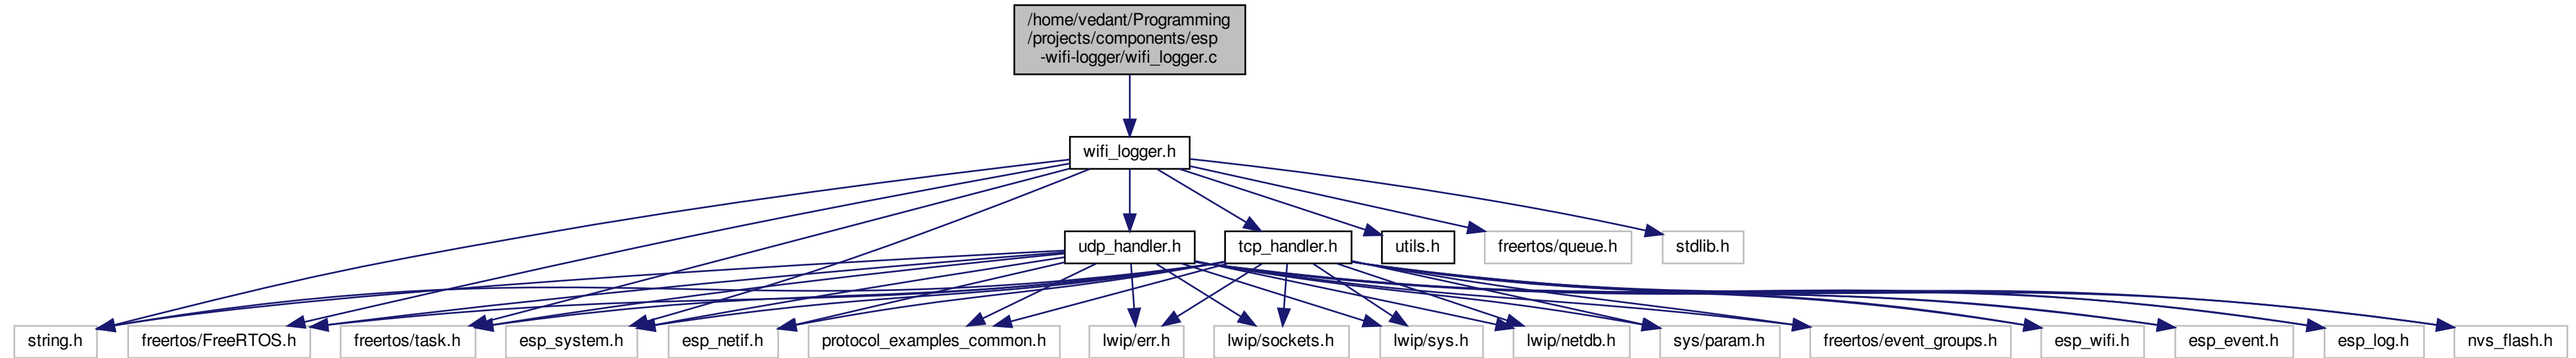 /home/vedant/Programming
/projects/components/esp
-wifi-logger/wifi_logger.c
wifi_logger.h
udp_handler.h
tcp_handler.h
utils.h
freertos/queue.h
stdlib.h
string.h
freertos/FreeRTOS.h
freertos/task.h
esp_system.h
esp_netif.h
protocol_examples_common.h
lwip/err.h
lwip/sockets.h
lwip/sys.h
lwip/netdb.h
sys/param.h
freertos/event_groups.h
esp_wifi.h
esp_event.h
esp_log.h
nvs_flash.h